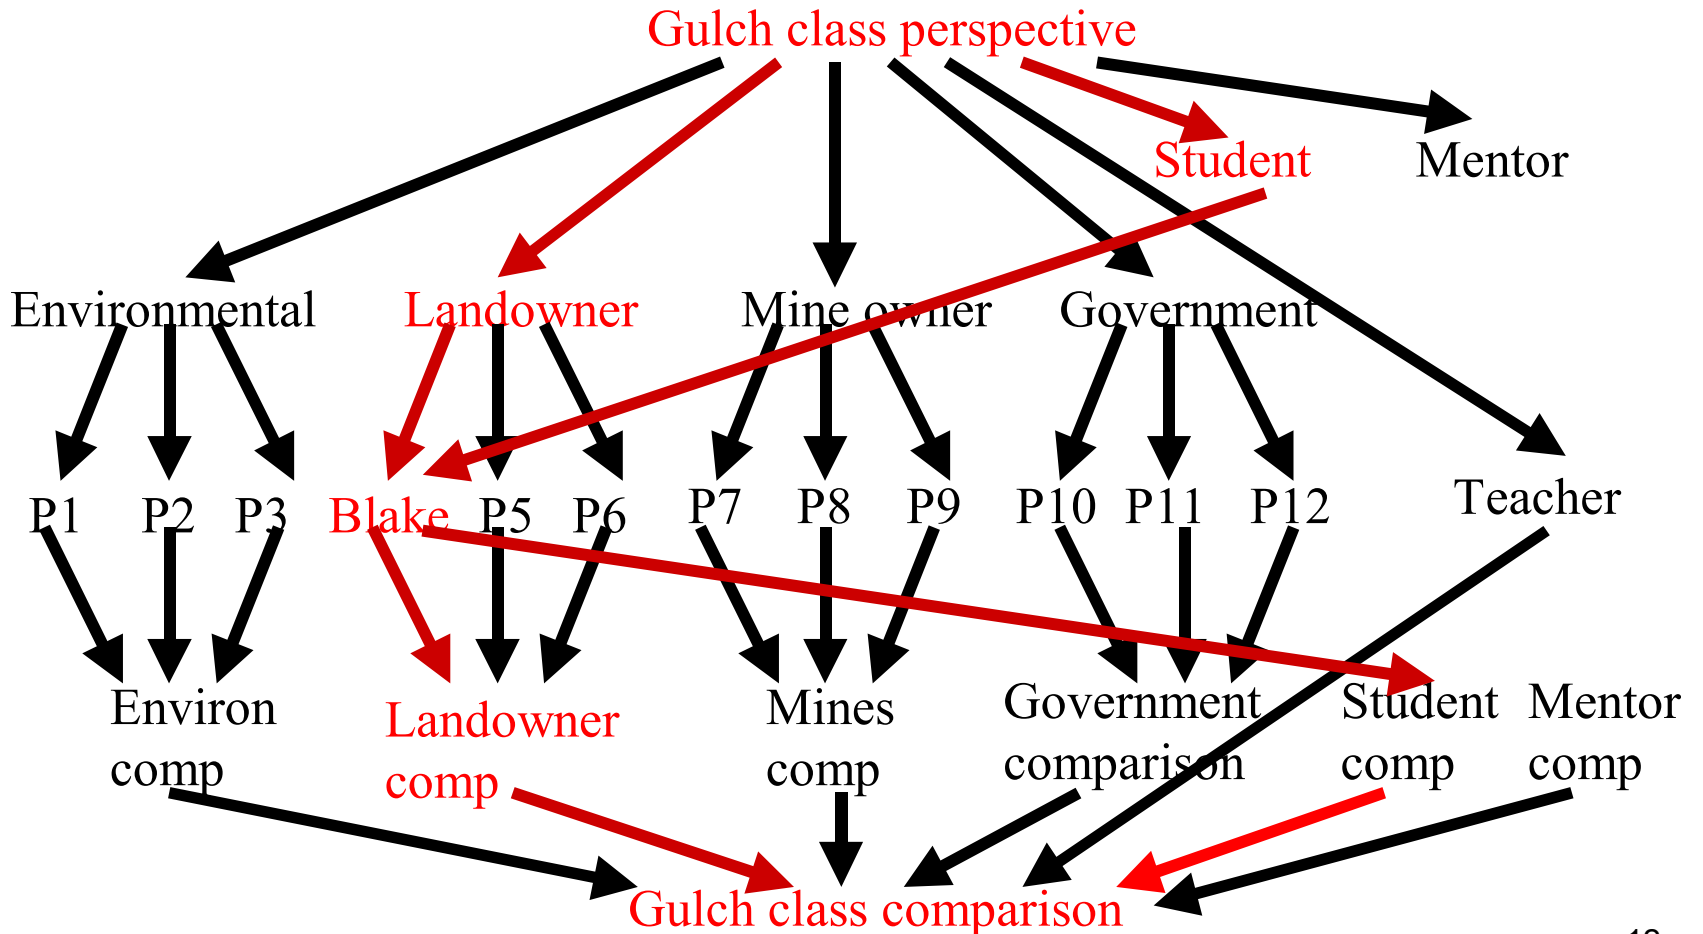 Gulch class perspective
Student
Mentor
Environmental
Landowner
Mine owner
Government
P1
P2
P3
Blake
P5
P6
P7
P8
P9
P10
P11
P12
Teacher
Environ
comp
Landowner
comp
Mines
comp
Government
comparison
Student
comp
Mentor
comp
Gulch class comparison